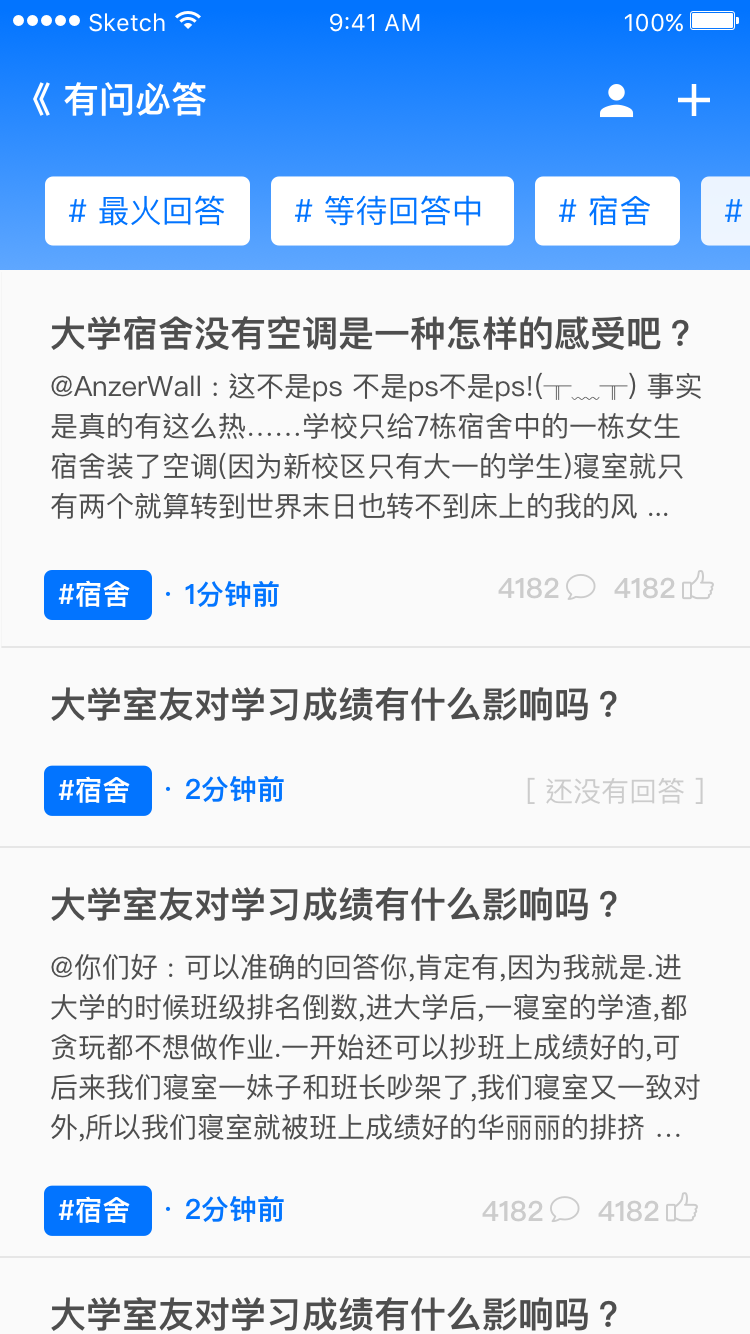 Sketch 9:41 AM 100%
《 有问必答
# 最火回答 # 等待回答中 # 宿舍 #
大学宿舍没有空调是一种怎样的感受吧？
@AnzerWall：这不是ps 不是ps不是ps!(╥﹏╥) 事实
是真的有这么热……学校只给7栋宿舍中的一栋女生
宿舍装了空调(因为新校区只有大一的学生)寝室就只
有两个就算转到世界末日也转不到床上的我的风 ...
#宿舍 · 1分钟前 4182 4182
大学室友对学习成绩有什么影响吗？
#宿舍 · 2分钟前 [ 还没有回答 ]
大学室友对学习成绩有什么影响吗？
@你们好：可以准确的回答你,肯定有,因为我就是.进
大学的时候班级排名倒数,进大学后,一寝室的学渣,都
贪玩都不想做作业.一开始还可以抄班上成绩好的,可
后来我们寝室一妹子和班长吵架了,我们寝室又一致对
外,所以我们寝室就被班上成绩好的华丽丽的排挤 ...
#宿舍 · 2分钟前 4182 4182
大学室友对学习成绩有什么影响吗？